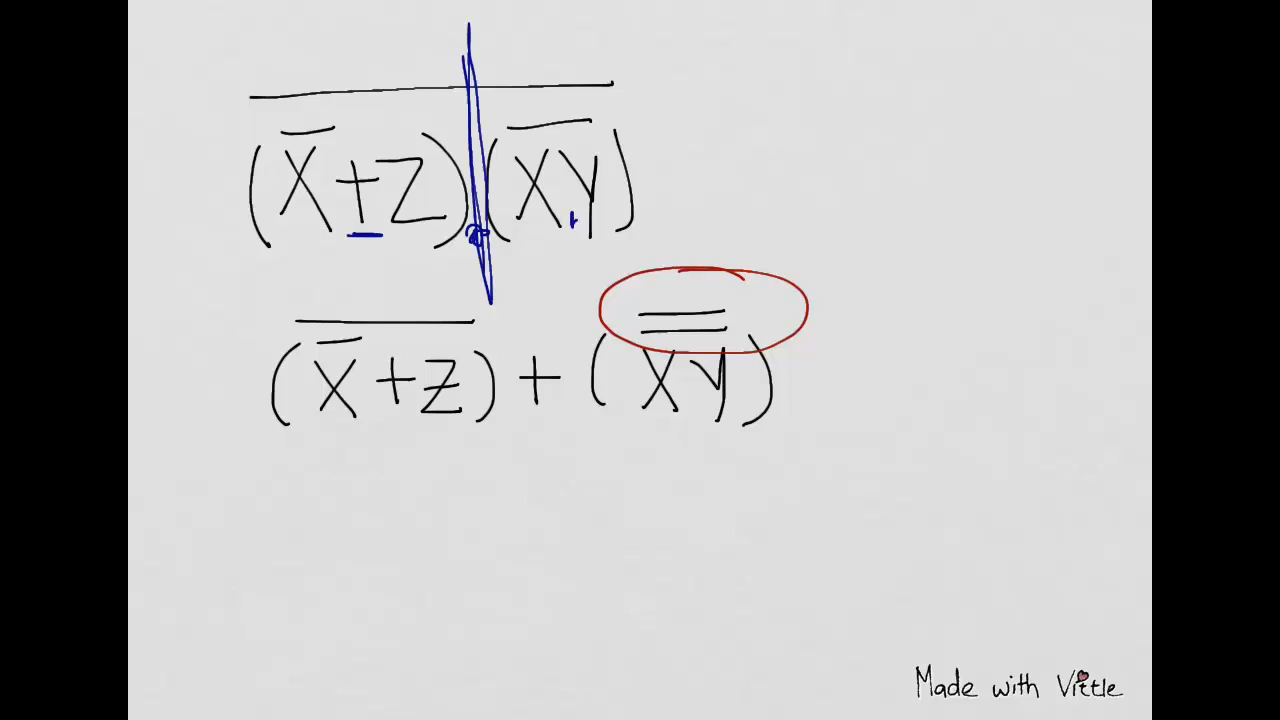 (X̅+Z)(X̅Y̅)
(X̅+Z)+(XY)
Made with Vittle